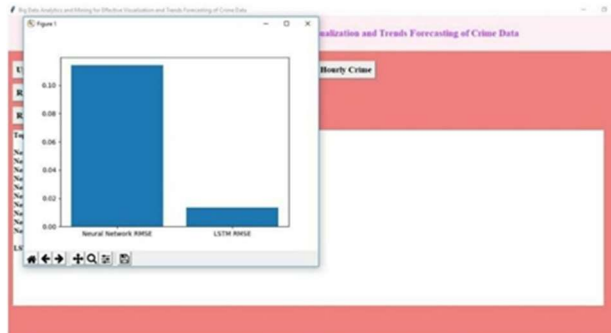 Big Data Analytics and Mining for Effective Visualization and Trends Forecasting of Crime Data
Figure 1
ualization and Trends Forecasting of Crime Data
Hourly Crime
0.10
0.08
0.06
0.04
0.02
0.00
Neural Network RMSE
LSTM RMSE